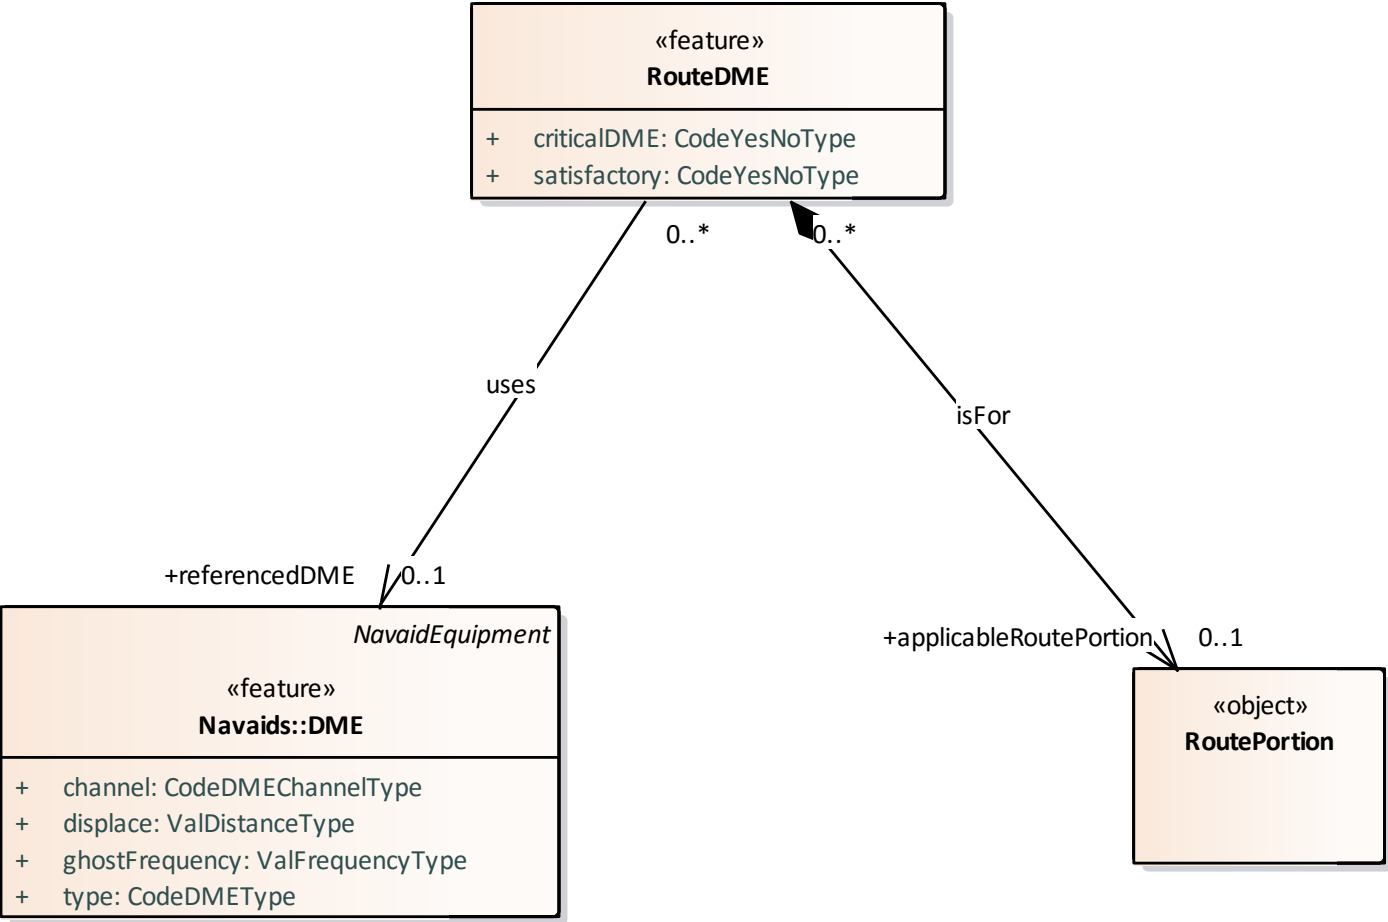 «feature»
RouteDME
+ criticalDME: CodeYesNoType
+ satisfactory: CodeYesNoType
0..*
0..*
uses
isFor
+referencedDME
0..1
+applicableRoutePortion
0..1
NavaidEquipment
«feature»
Navaids::DME
+ channel: CodeDMEChannelType
+ displace: ValDistanceType
+ ghostFrequency: ValFrequencyType
+ type: CodeDMEType
«object»
RoutePortion